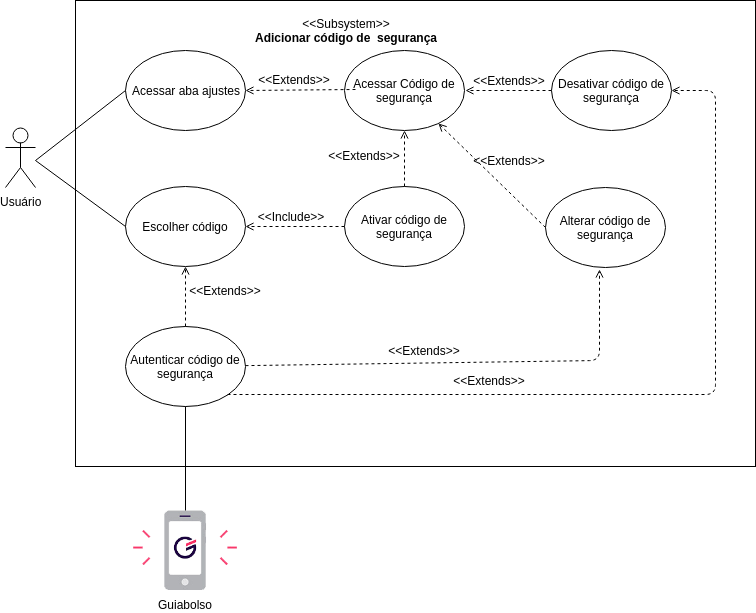 <<Subsystem>>
Adicionar código de segurança
Acessar aba ajustes
<<Extends>>
Acessar Código de
segurança
<<Extends>>
Desativar código de
segurança
<<Extends>>
<<Extends>>
Usuário
Escolher código
<<Include>>
Ativar código de
segurança
Alterar código de
segurança
<<Extends>>
Autenticar código de
segurança
<<Extends>>
<<Extends>>
Guiabolso